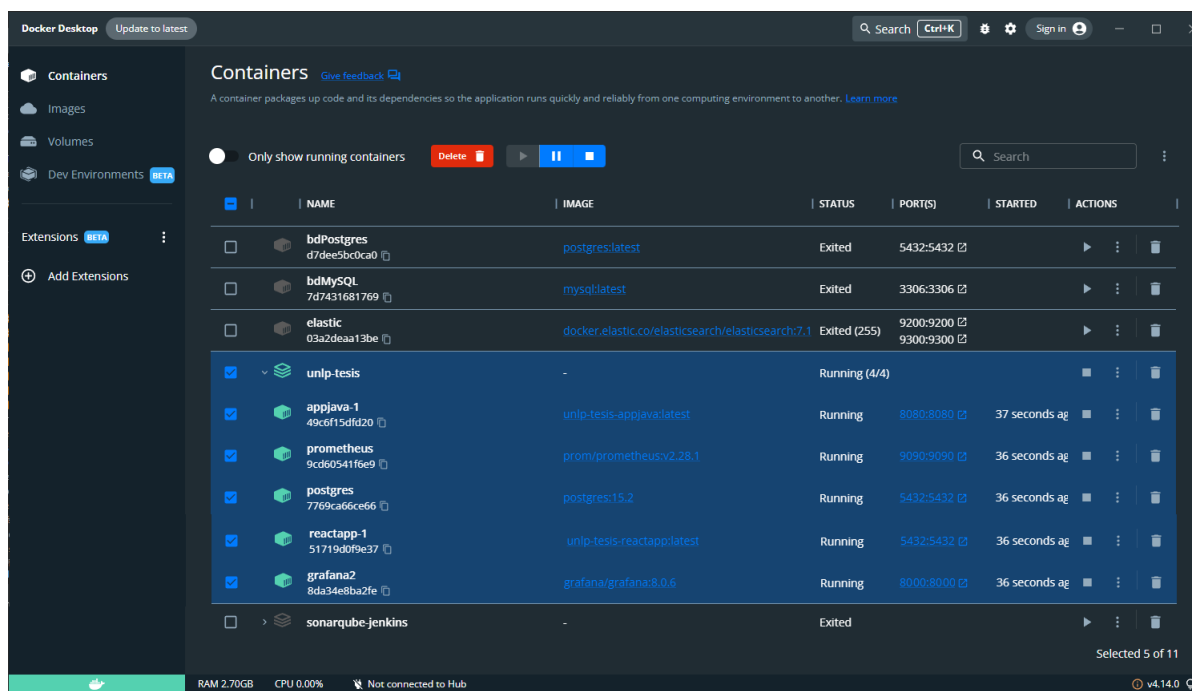 Docker Desktop Update to latest Search Ctrl+K Sign in
Containers
Images
Volumes
Dev Environments BETA
Extensions BETA
Add Extensions
Containers Give feedback
A container packages up code and its dependencies so the application runs quickly and reliably from one computing environment to another. Learn more
Only show running containers Delete Search
NAME IMAGE STATUS PORT(S) STARTED ACTIONS
bdPostgres
d7dee5bc0ca0
postgres:latest Exited 5432:5432
bdMySQL
7d7431681769
mysql:latest Exited 3306:3306
elastic
03a2deaa13be
docker.elastic.co/elasticsearch/elasticsearch:7.1 Exited (255) 9200:9200
9300:9300
unlp-tesis - Running (4/4)
appjava-1
49c6f15dfd20
unlp-tesis-appjava:latest Running 8080:8080 37 seconds ag
prometheus
9cd60541f6e9
prom/prometheus:v2.28.1 Running 9090:9090 36 seconds ag
postgres
7769ca66ce66
postgres:15.2 Running 5432:5432 36 seconds ag
reactapp-1
51719d0f9e37
unlp-tesis-reactapp:latest Running 5432:5432 36 seconds ag
grafana2
8da34e8ba2fe
grafana/grafana:8.0.6 Running 8000:8000 36 seconds ag
sonarqube-jenkins - Exited
Selected 5 of 11
RAM 2.70GB CPU 0.00% Not connected to Hub v4.14.0